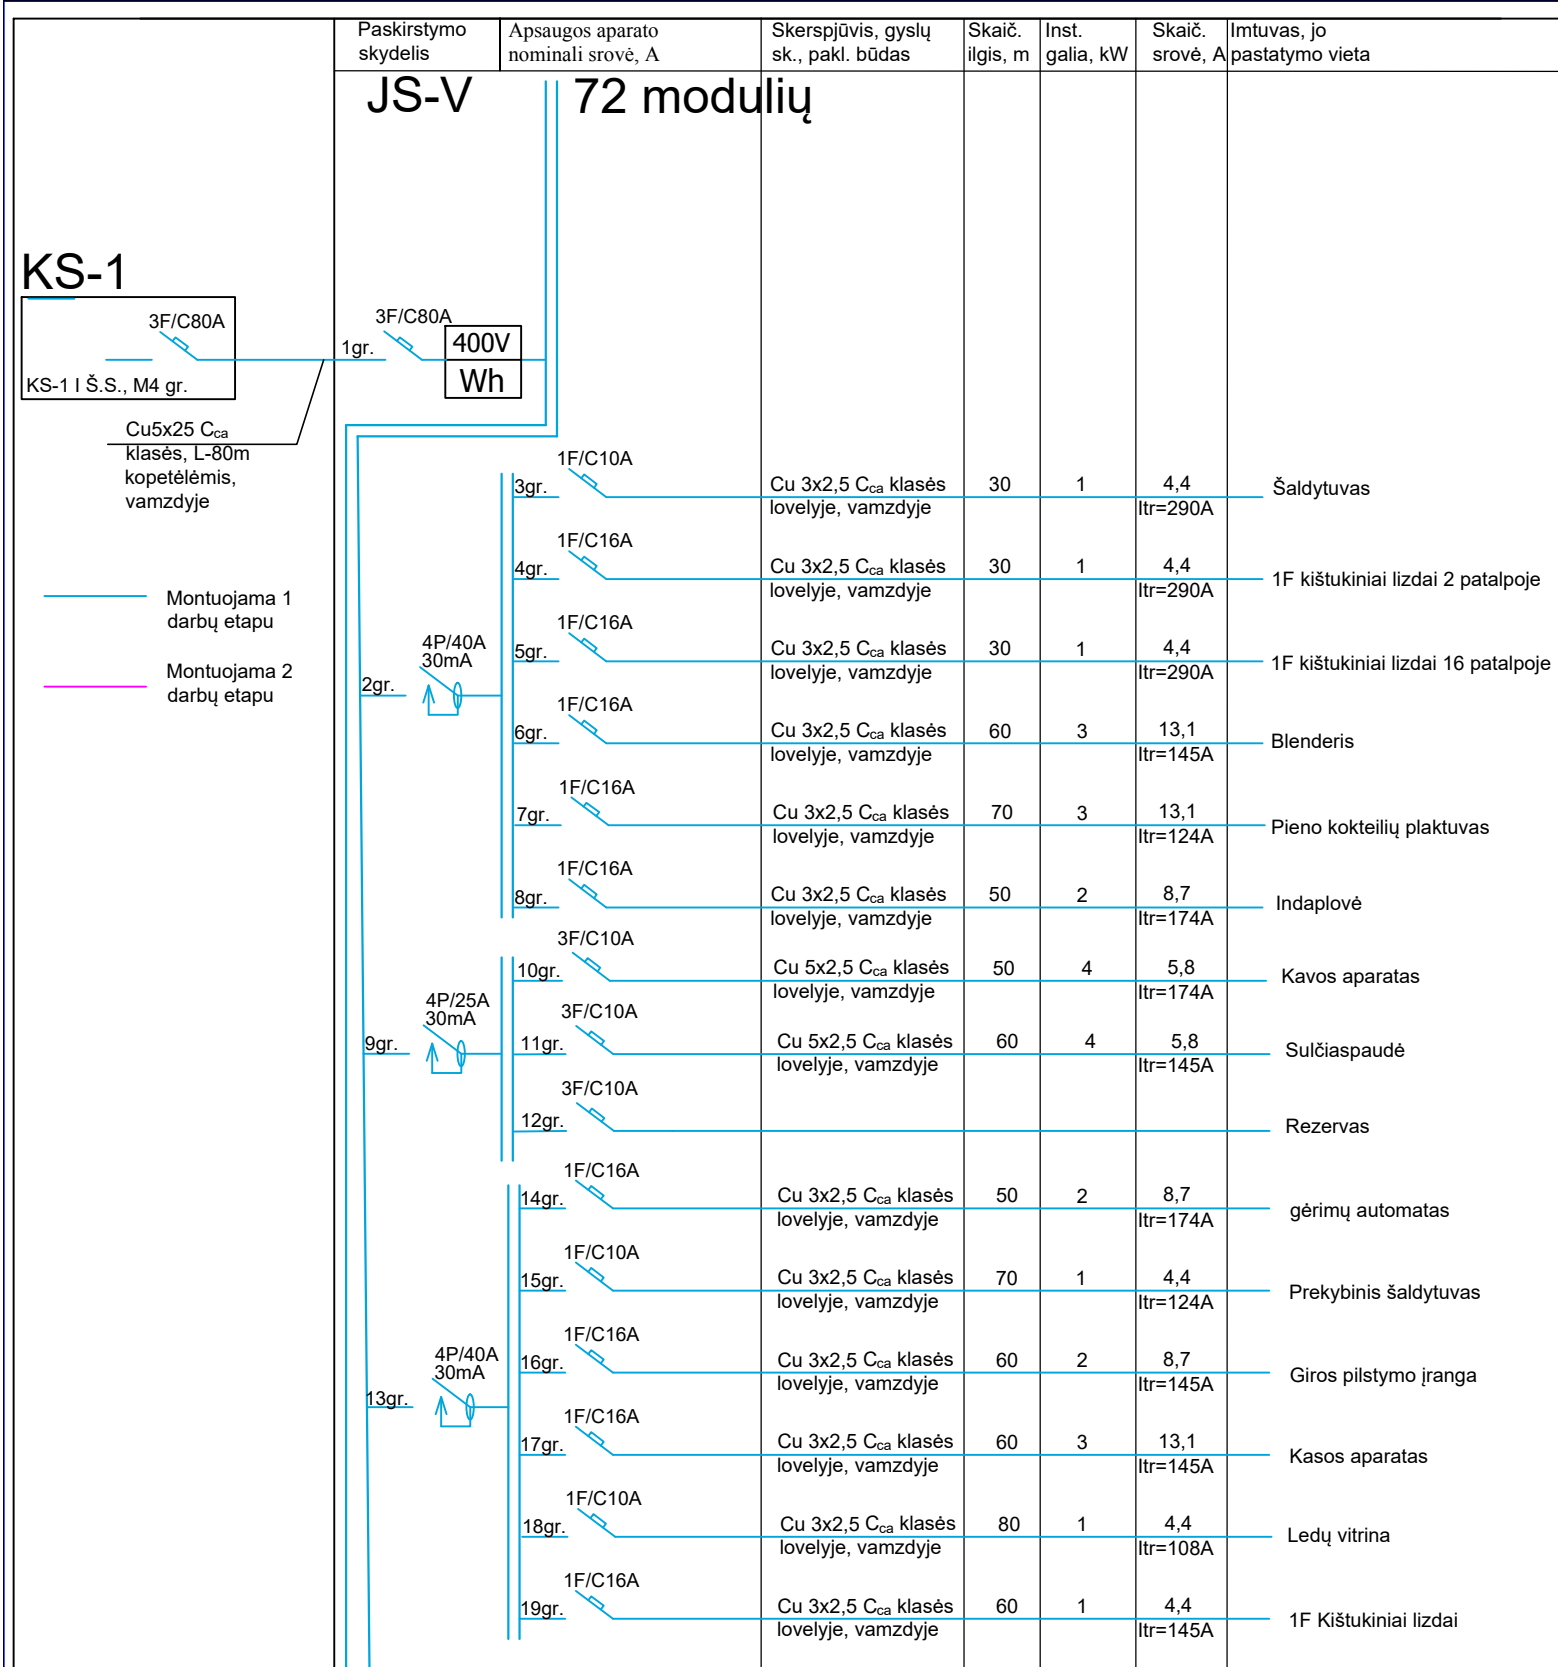 Paskirstymo
skydelis
Apsaugos aparato
nominali srovė, A
Skerspjūvis, gyslų
sk., pakl. būdas
Skaič.
ilgis, m
Inst.
galia, kW
Skaič.
srovė, A
Imtuvas, jo
pastatymo vieta
JS-V
72 modulių
KS-1
3F/C80A
KS-1 I Š.S., M4 gr.
1gr.
3F/C80A
400V
Wh
Cu5x25 Cca
klasės, L-80m
kopetėlėmis,
vamzdyje
Montuojama 1
darbų etapu
Montuojama 2
darbų etapu
2gr.
4P/40A
30mA
3gr.
1F/C10A
Cu 3x2,5 Cca klasės
lovelyje, vamzdyje
30
1
4,4
Itr=290A
Šaldytuvas
4gr.
1F/C16A
Cu 3x2,5 Cca klasės
lovelyje, vamzdyje
30
1
4,4
Itr=290A
1F kištukiniai lizdai 2 patalpoje
5gr.
1F/C16A
Cu 3x2,5 Cca klasės
lovelyje, vamzdyje
30
1
4,4
Itr=290A
1F kištukiniai lizdai 16 patalpoje
6gr.
1F/C16A
Cu 3x2,5 Cca klasės
lovelyje, vamzdyje
60
3
13,1
Itr=145A
Blenderis
7gr.
1F/C16A
Cu 3x2,5 Cca klasės
lovelyje, vamzdyje
70
3
13,1
Itr=124A
Pieno kokteilių plaktuvas
8gr.
1F/C16A
Cu 3x2,5 Cca klasės
lovelyje, vamzdyje
50
2
8,7
Itr=174A
Indaplovė
9gr.
4P/25A
30mA
10gr.
3F/C10A
Cu 5x2,5 Cca klasės
lovelyje, vamzdyje
50
4
5,8
Itr=174A
Kavos aparatas
11gr.
3F/C10A
Cu 5x2,5 Cca klasės
lovelyje, vamzdyje
60
4
5,8
Itr=145A
Sulčiaspaudė
12gr.
3F/C10A
Rezervas
13gr.
4P/40A
30mA
14gr.
1F/C16A
Cu 3x2,5 Cca klasės
lovelyje, vamzdyje
50
2
8,7
Itr=174A
gėrimų automatas
15gr.
1F/C10A
Cu 3x2,5 Cca klasės
lovelyje, vamzdyje
70
1
4,4
Itr=124A
Prekybinis šaldytuvas
16gr.
1F/C16A
Cu 3x2,5 Cca klasės
lovelyje, vamzdyje
60
2
8,7
Itr=145A
Giros pilstymo įranga
17gr.
1F/C16A
Cu 3x2,5 Cca klasės
lovelyje, vamzdyje
60
3
13,1
Itr=145A
Kasos aparatas
18gr.
1F/C10A
Cu 3x2,5 Cca klasės
lovelyje, vamzdyje
80
1
4,4
Itr=108A
Ledų vitrina
19gr.
1F/C16A
Cu 3x2,5 Cca klasės
lovelyje, vamzdyje
60
1
4,4
Itr=145A
1F Kištukiniai lizdai